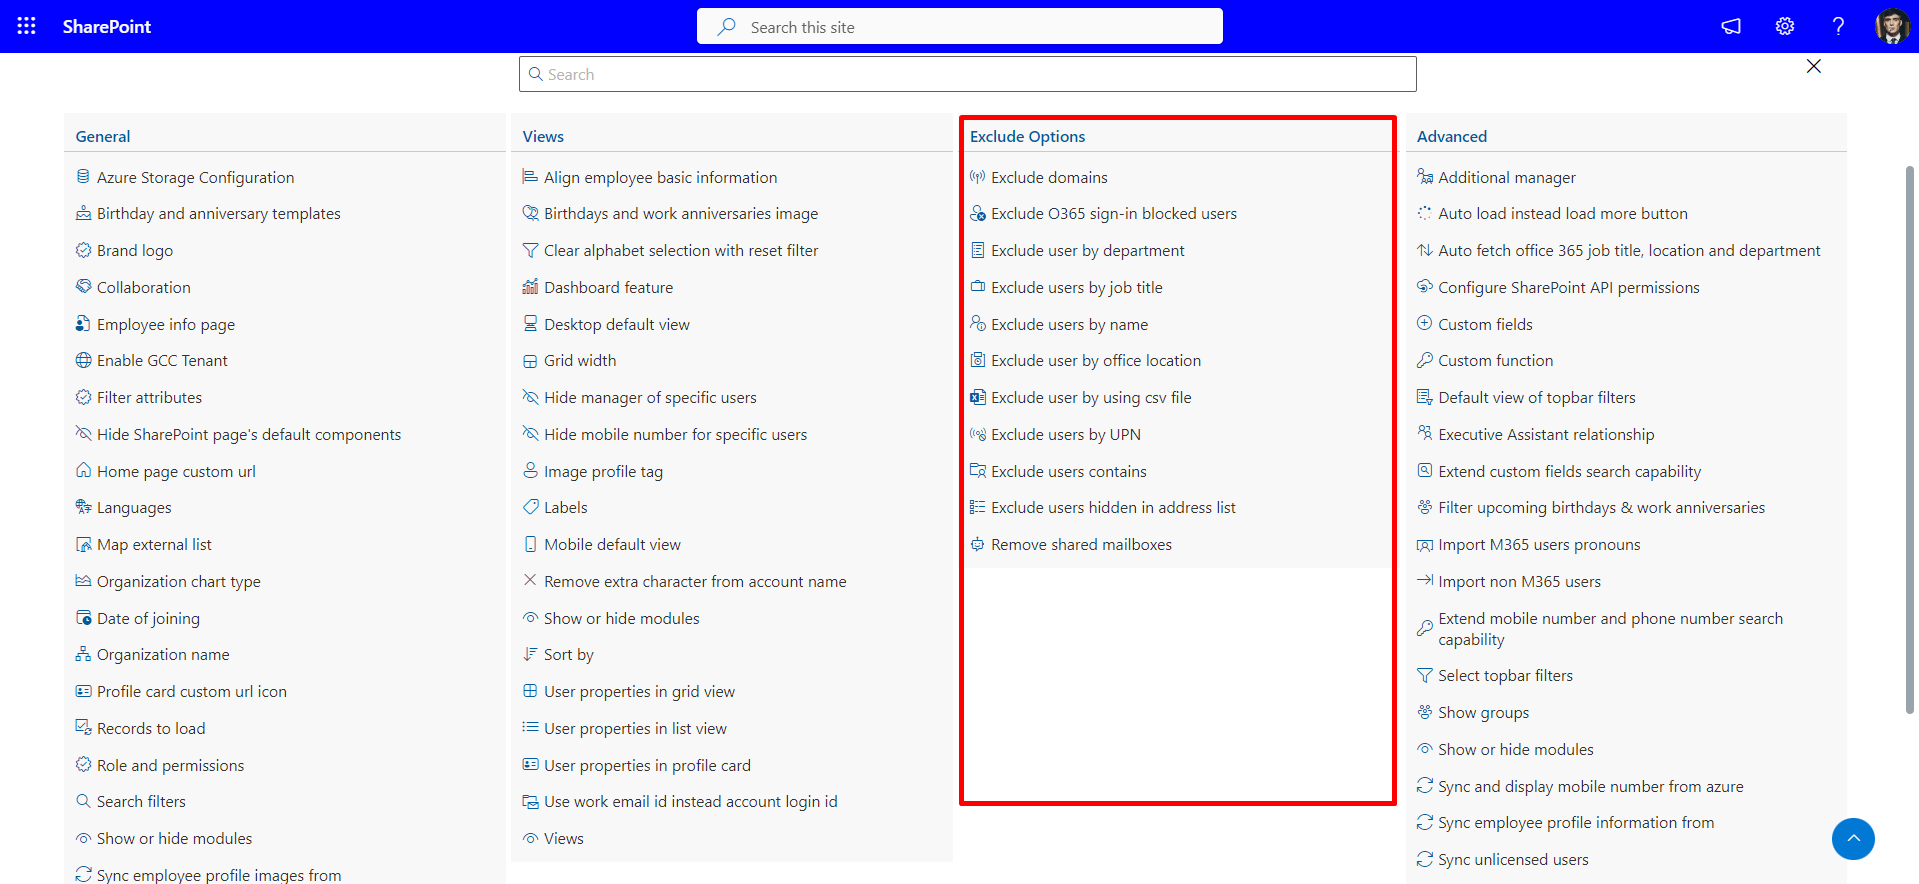 SharePoint
Search this site
Search
General
Azure Storage Configuration
Birthday and anniversary templates
Brand logo
Collaboration
Employee info page
Enable GCC Tenant
Filter attributes
Hide SharePoint page's default components
Home page custom url
Languages
Map external list
Organization chart type
Date of joining
Organization name
Profile card custom url icon
Records to load
Role and permissions
Search filters
Show or hide modules
Sync employee profile images from
Views
Align employee basic information
Birthdays and work anniversaries image
Clear alphabet selection with reset filter
Dashboard feature
Desktop default view
Grid width
Hide manager of specific users
Hide mobile number for specific users
Image profile tag
Labels
Mobile default view
Remove extra character from account name
Show or hide modules
Sort by
User properties in grid view
User properties in list view
User properties in profile card
Use work email id instead account login id
Views
Exclude Options
Exclude domains
Exclude O365 sign-in blocked users
Exclude user by department
Exclude users by job title
Exclude users by name
Exclude user by office location
Exclude user by using csv file
Exclude users by UPN
Exclude users contains
Exclude users hidden in address list
Remove shared mailboxes
Advanced
Additional manager
Auto load instead load more button
Auto fetch office 365 job title, location and department
Configure SharePoint API permissions
Custom fields
Custom function
Default view of topbar filters
Executive Assistant relationship
Extend custom fields search capability
Filter upcoming birthdays & work anniversaries
Import M365 users pronouns
Import non M365 users
Extend mobile number and phone number search
capability
Select topbar filters
Show groups
Show or hide modules
Sync and display mobile number from azure
Sync employee profile information from
Sync unlicensed users